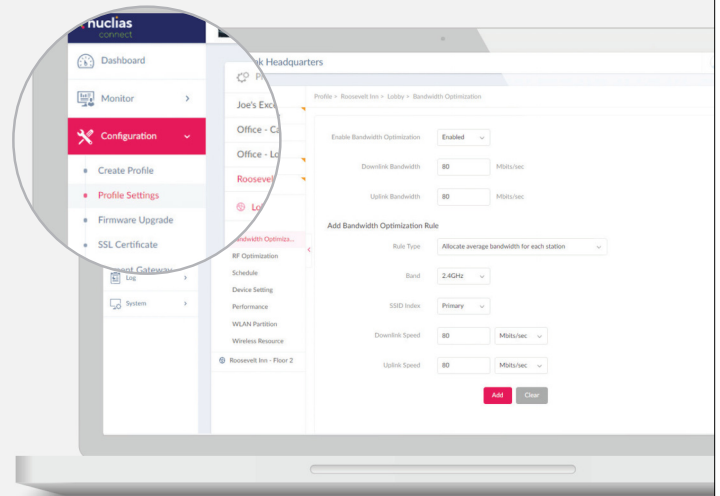 nuclias
connect
Dashboard
Monitor
Configuration
Create Profile
Profile Settings
Firmware Upgrade
SSL Certificate
Gateway
Log
System
Headquarters
Joe's
Office -
Office -
Bandwidth Optimiza...
RF Optimization
Schedule
Device Setting
Performance
WLAN Partition
Wireless Resource
Roosevelt Inn - Floor 2
Profile > Roosevelt Inn > Lobby > Bandwidth Optimization
Enable Bandwidth Optimization Enabled
Downlink Bandwidth 80 Mbits/sec
Uplink Bandwidth 80 Mbits/sec
Add Bandwidth Optimization Rule
Rule Type Allocate average bandwidth for each station
Band 2.4GHz
SSID Index Primary
Downlink Speed 80 Mbits/sec
Uplink Speed 80 Mbits/sec
Add Clear